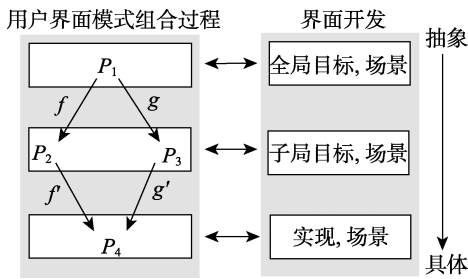 用户界面模式组合过程
界面开发
抽象
P1
全局目标, 场景
f
g
P2
P3
子局目标, 场景
f'
g'
P4
实现, 场景
具体